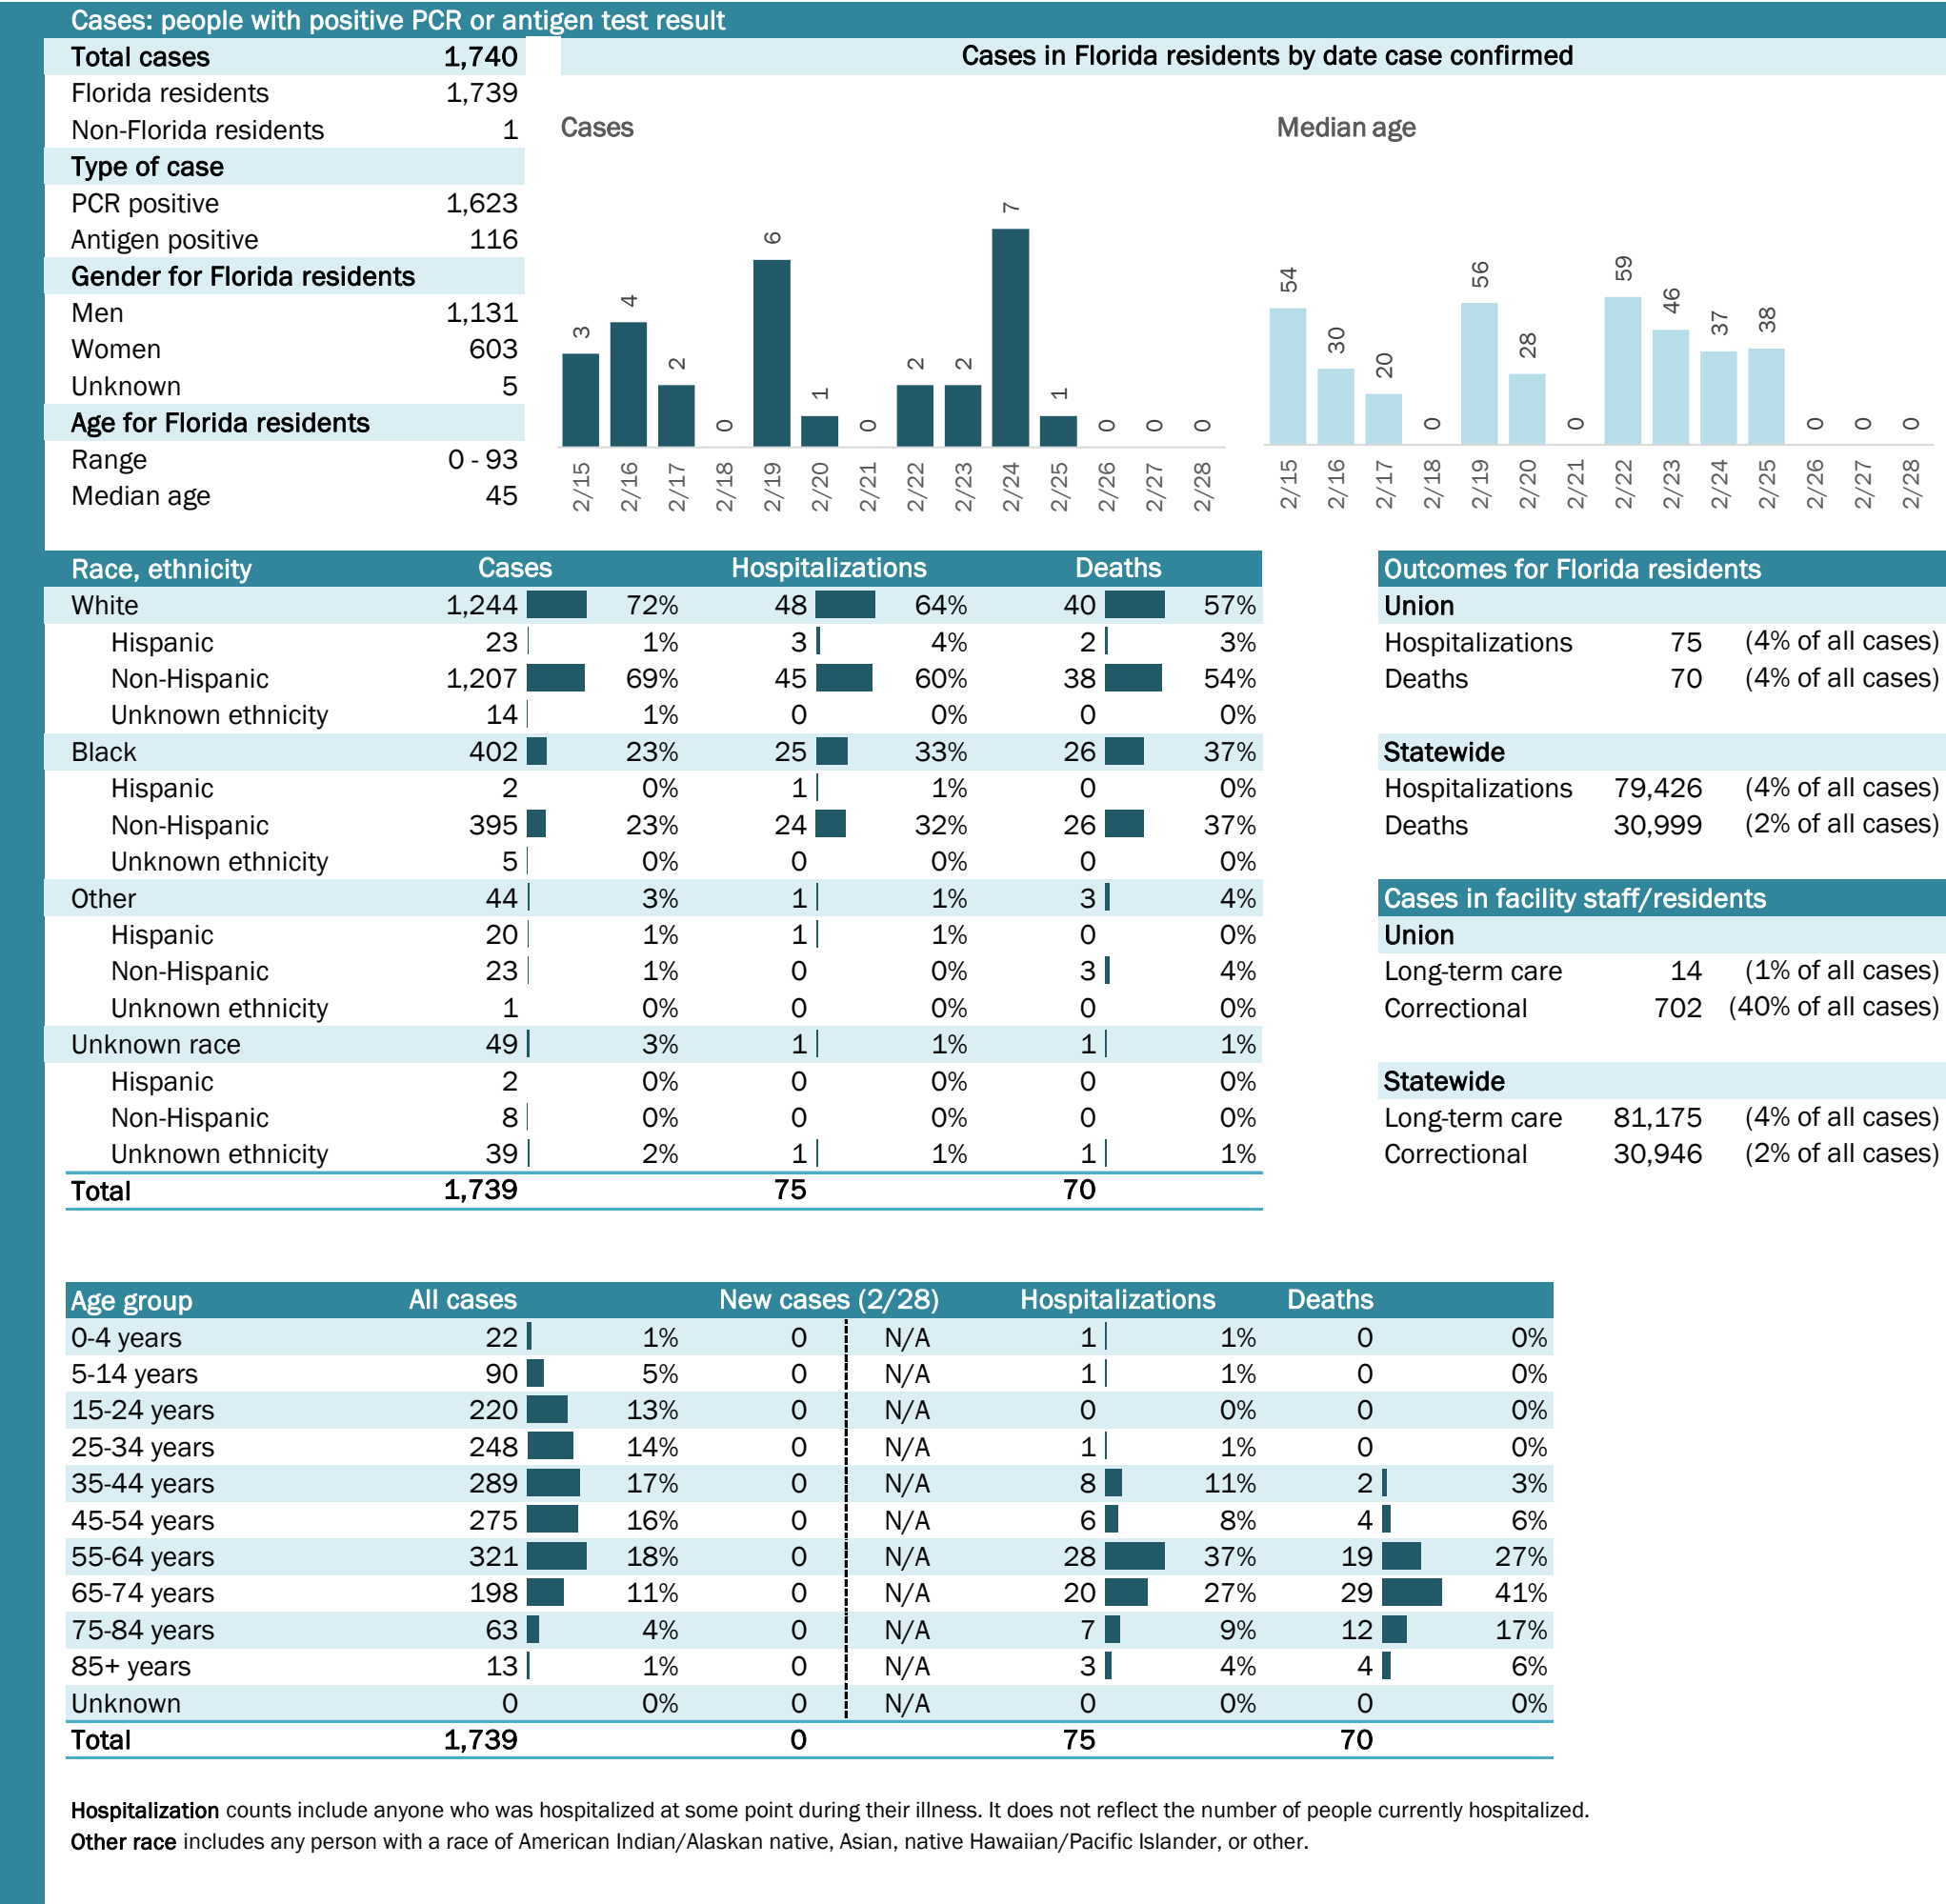 Cases: people with positive PCR or antigen test result
Total cases 1,740
Florida residents 1,739
Non-Florida residents 1
Type of case
PCR positive 1,623
Antigen positive 116
Gender for Florida residents
Men 1,131
Women 603
Unknown 5
Age for Florida residents
Range 0 - 93
Median age 45
Cases in Florida residents by date case confirmed
Cases
3 4 2 0 6 1 0 2 2 7 1 0 0 0
2/15 2/16 2/17 2/18 2/19 2/20 2/21 2/22 2/23 2/24 2/25 2/26 2/27 2/28
Median age
54 30 20 0 56 28 0 59 46 37 38 0 0 0
2/15 2/16 2/17 2/18 2/19 2/20 2/21 2/22 2/23 2/24 2/25 2/26 2/27 2/28
Race, ethnicity Cases Hospitalizations Deaths
White 1,244 72% 48 64% 40 57%
Hispanic 23 1% 3 4% 2 3%
Non-Hispanic 1,207 69% 45 60% 38 54%
Unknown ethnicity 14 1% 0 0% 0 0%
Black 402 23% 25 33% 26 37%
Hispanic 2 0% 1 1% 0 0%
Non-Hispanic 395 23% 24 32% 26 37%
Unknown ethnicity 5 0% 0 0% 0 0%
Other 44 3% 1 1% 3 4%
Hispanic 20 1% 1 1% 0 0%
Non-Hispanic 23 1% 0 0% 3 4%
Unknown ethnicity 1 0% 0 0% 0 0%
Unknown race 49 3% 1 1% 1 1%
Hispanic 2 0% 0 0% 0 0%
Non-Hispanic 8 0% 0 0% 0 0%
Unknown ethnicity 39 2% 1 1% 1 1%
Total 1,739 75 70
Outcomes for Florida residents
Union
Hospitalizations 75 (4% of all cases)
Deaths 70 (4% of all cases)
Statewide
Hospitalizations 79,426 (4% of all cases)
Deaths 30,999 (2% of all cases)
Cases in facility staff/residents
Union
Long-term care 14 (1% of all cases)
Correctional 702 (40% of all cases)
Statewide
Long-term care 81,175 (4% of all cases)
Correctional 30,946 (2% of all cases)
Age group All cases New cases (2/28) Hospitalizations Deaths
0-4 years 22 1% 0 N/A 1 1% 0 0%
5-14 years 90 5% 0 N/A 1 1% 0 0%
15-24 years 220 13% 0 N/A 0 0% 0 0%
25-34 years 248 14% 0 N/A 1 1% 0 0%
35-44 years 289 17% 0 N/A 8 11% 2 3%
45-54 years 275 16% 0 N/A 6 8% 4 6%
55-64 years 321 18% 0 N/A 28 37% 19 27%
65-74 years 198 11% 0 N/A 20 27% 29 41%
75-84 years 63 4% 0 N/A 7 9% 12 17%
85+ years 13 1% 0 N/A 3 4% 4 6%
Unknown 0 0% 0 N/A 0 0% 0 0%
Total 1,739 0 75 70
Hospitalization counts include anyone who was hospitalized at some point during their illness. It does not reflect the number of people currently hospitalized.
Other race includes any person with a race of American Indian/Alaskan native, Asian, native Hawaiian/Pacific Islander, or other.